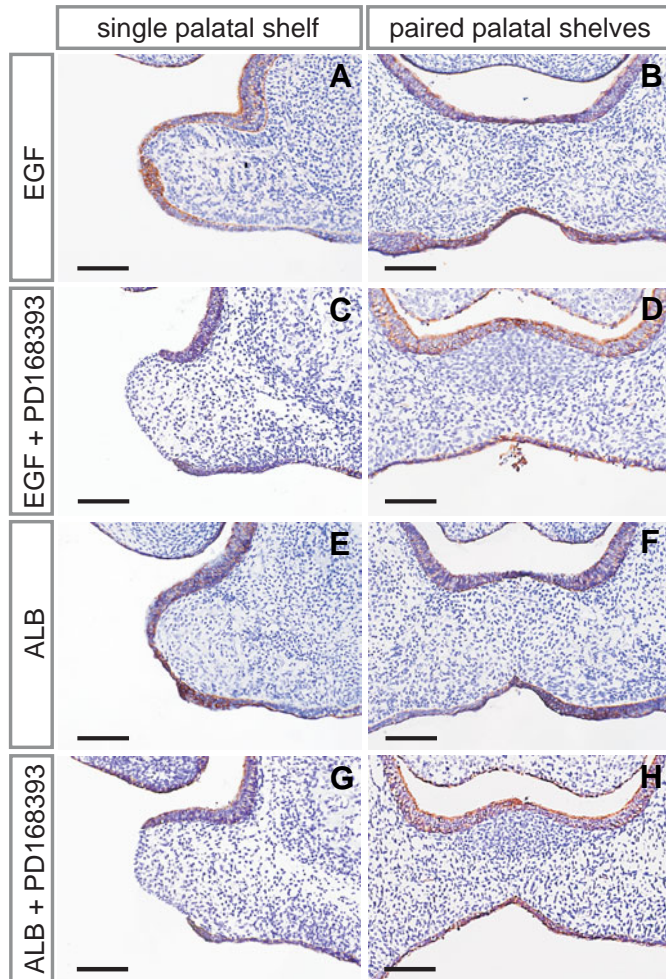 single palatal shelf
paired palatal shelves
EGF
A
B
EGF + PD168393
C
D
ALB
E
F
ALB + PD168393
G
H